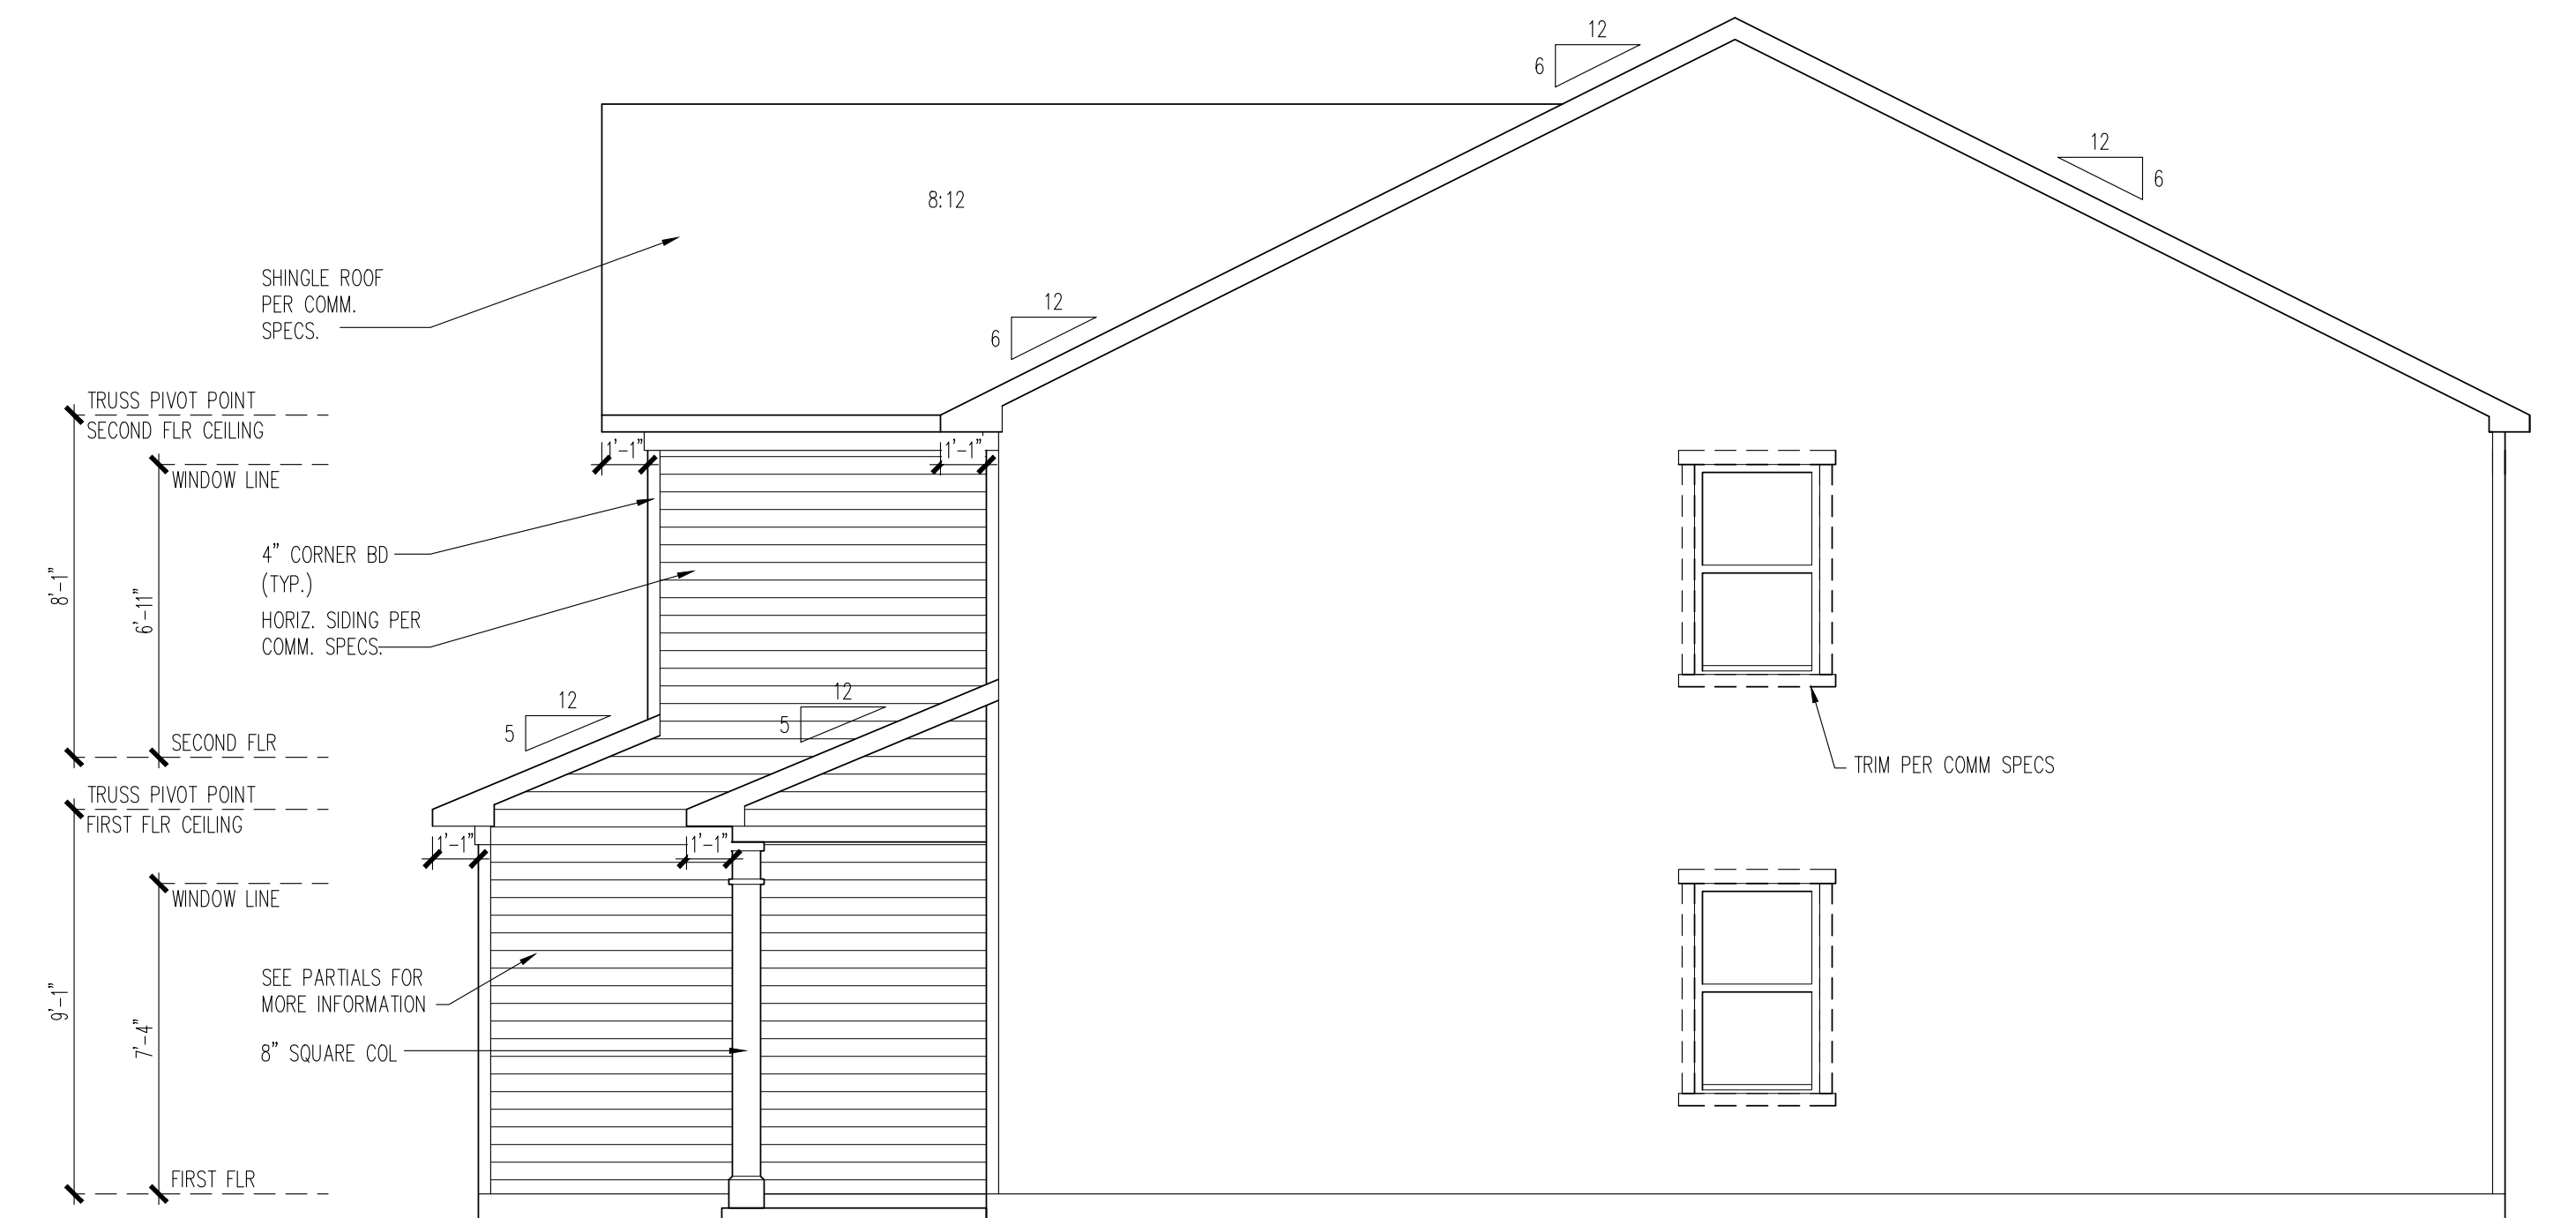 12
6
12
6
8:12
SHINGLE ROOF
PER COMM.
SPECS.
12
6
TRUSS PIVOT POINT
SECOND FLR CEILING
1'-1"
1'-1"
WINDOW LINE
4" CORNER BD
(TYP.)
8'-1"
6'-11"
HORIZ. SIDING PER
COMM. SPECS.
12
5
12
5
SECOND FLR
TRIM PER COMM SPECS
TRUSS PIVOT POINT
FIRST FLR CEILING
1'-1"
1'-1"
WINDOW LINE
SEE PARTIALS FOR
MORE INFORMATION
9'-1"
7'-4"
8" SQUARE COL
FIRST FLR